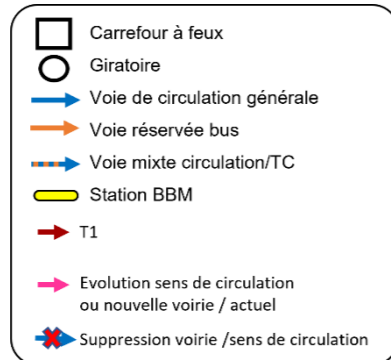 Carrefour à feux
Giratoire
Voie de circulation générale
Voie réservée bus
Voie mixte circulation/TC
Station BBM
T1
Evolution sens de circulation
ou nouvelle voirie / actuel
Suppression voirie /sens de circulation